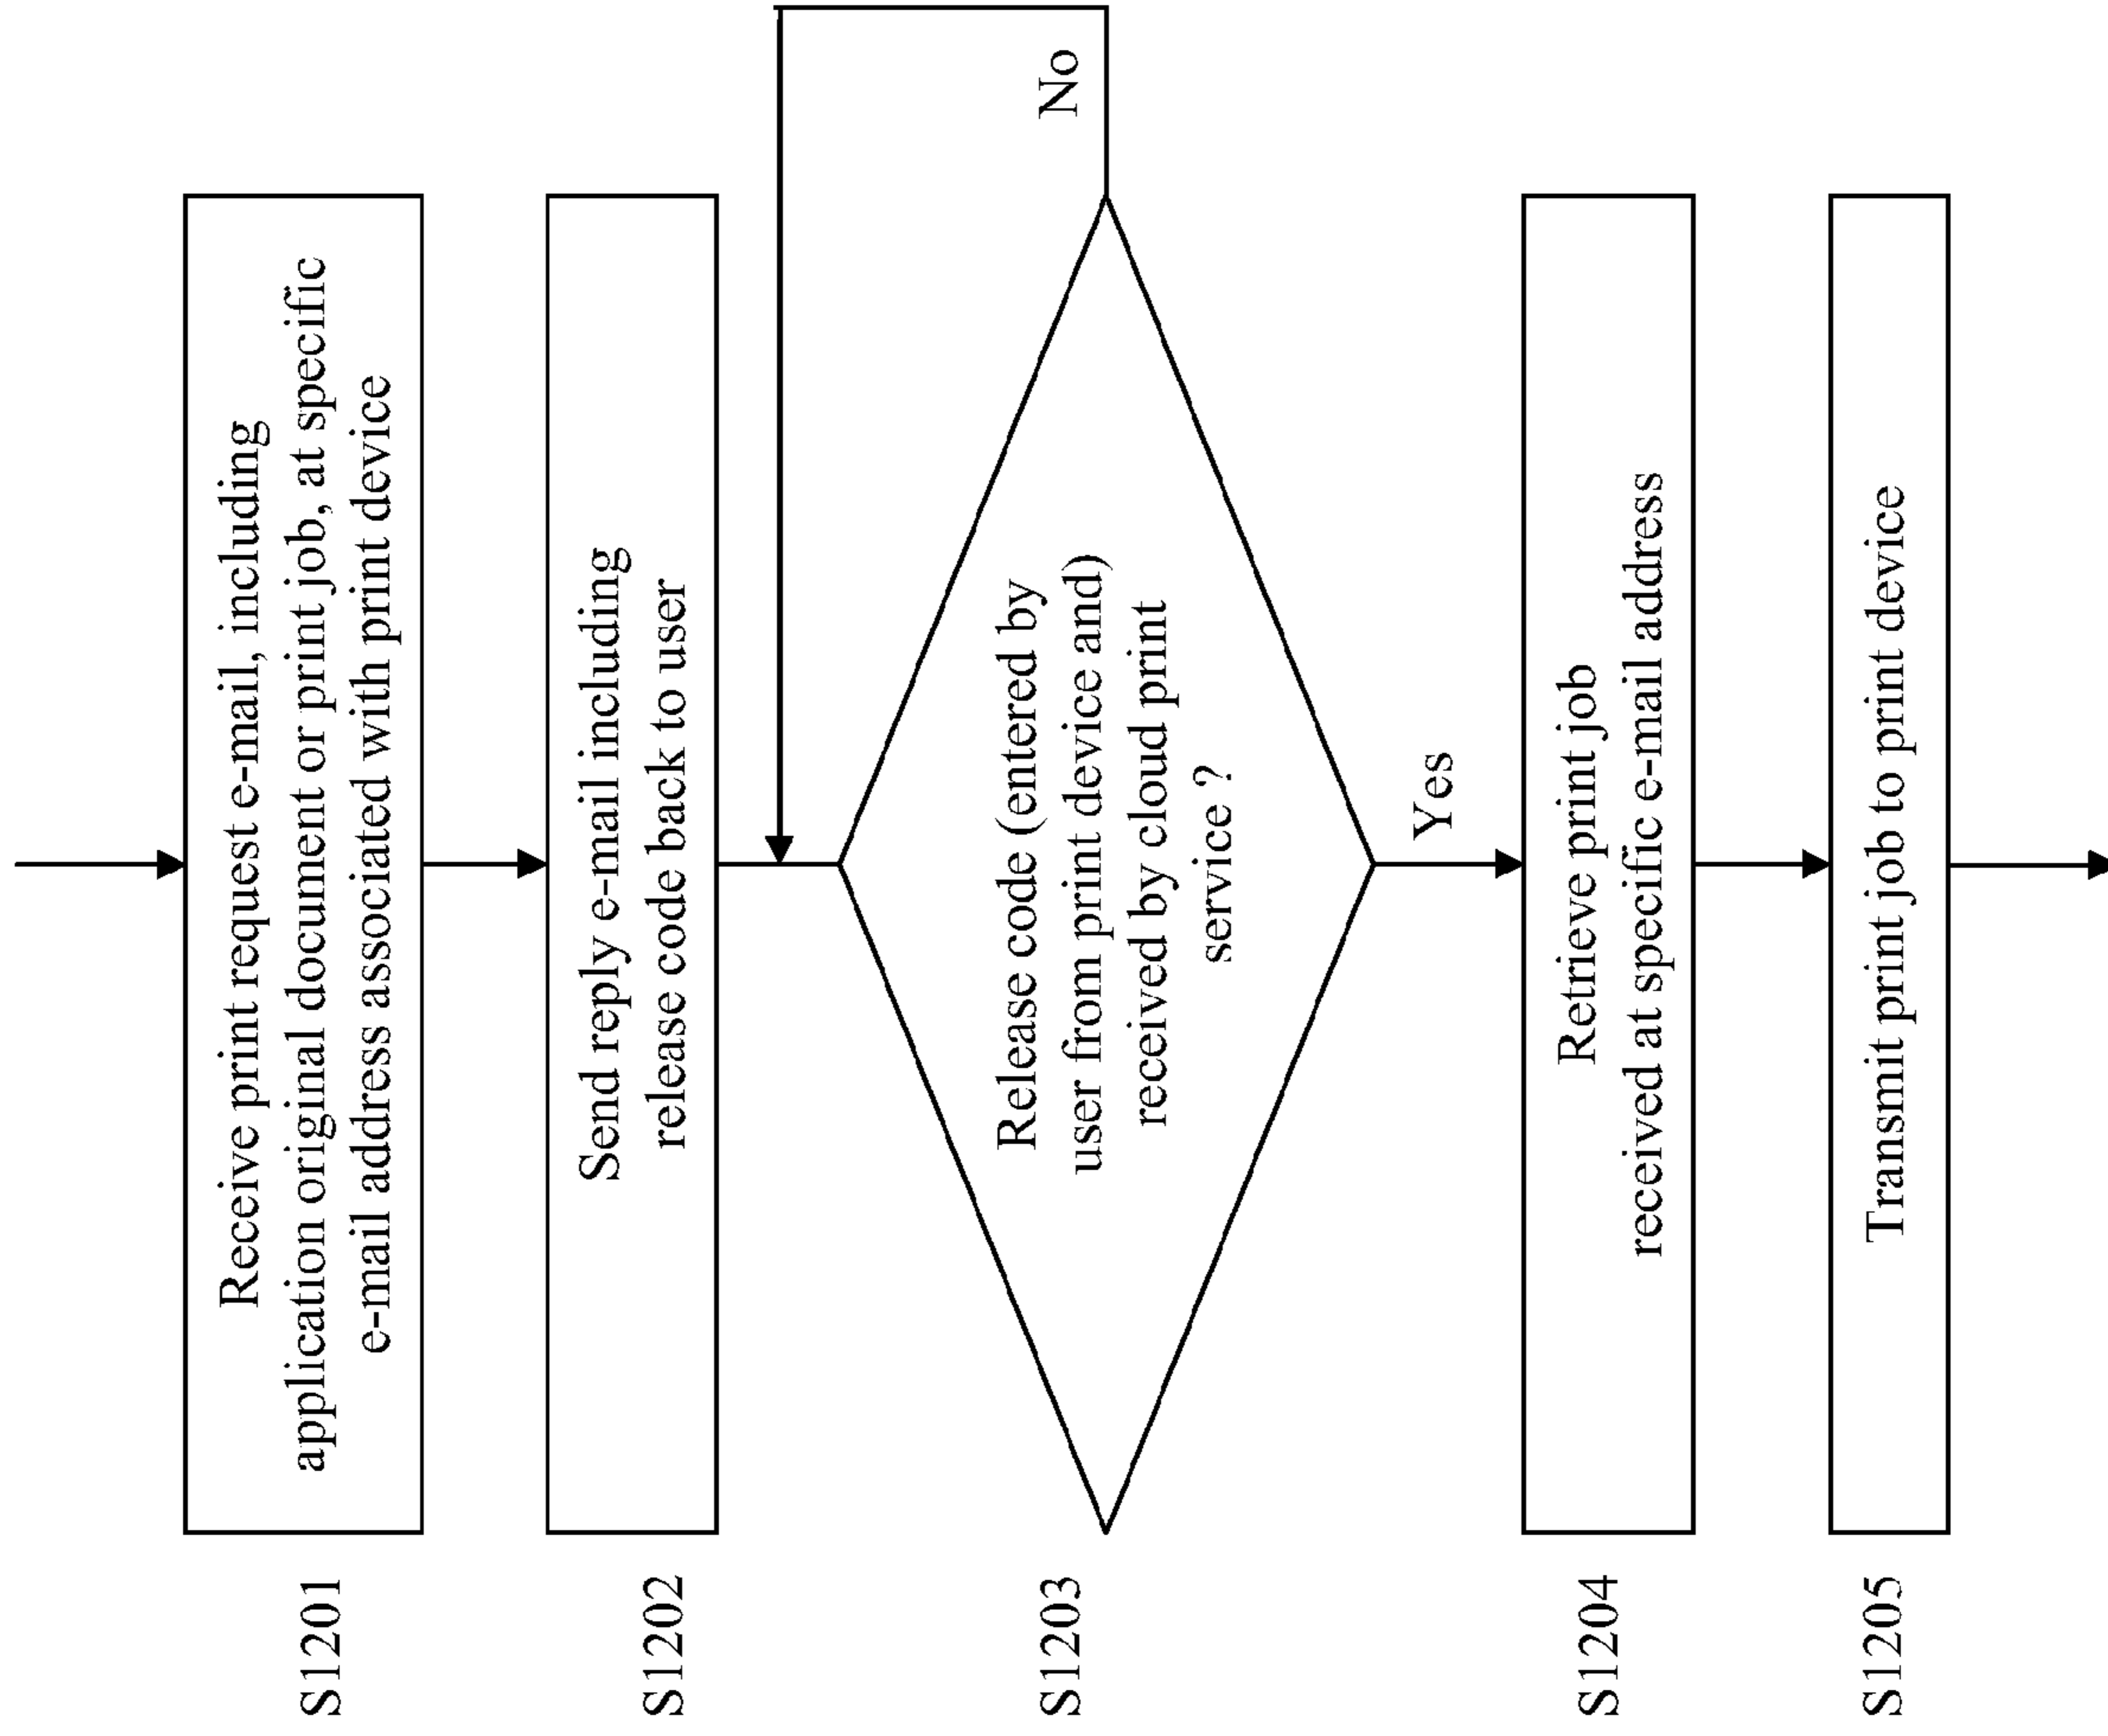 S1201
Receive print request e-mail, including
application original document or print job, at specific
e-mail address associated with print device
S1202
Send reply e-mail including
release code back to user
S1203
Release code (entered by
user from print device and)
received by cloud print
service ?
No
Yes
S1204
Retrieve print job
received at specific e-mail address
S1205
Transmit print job to print device